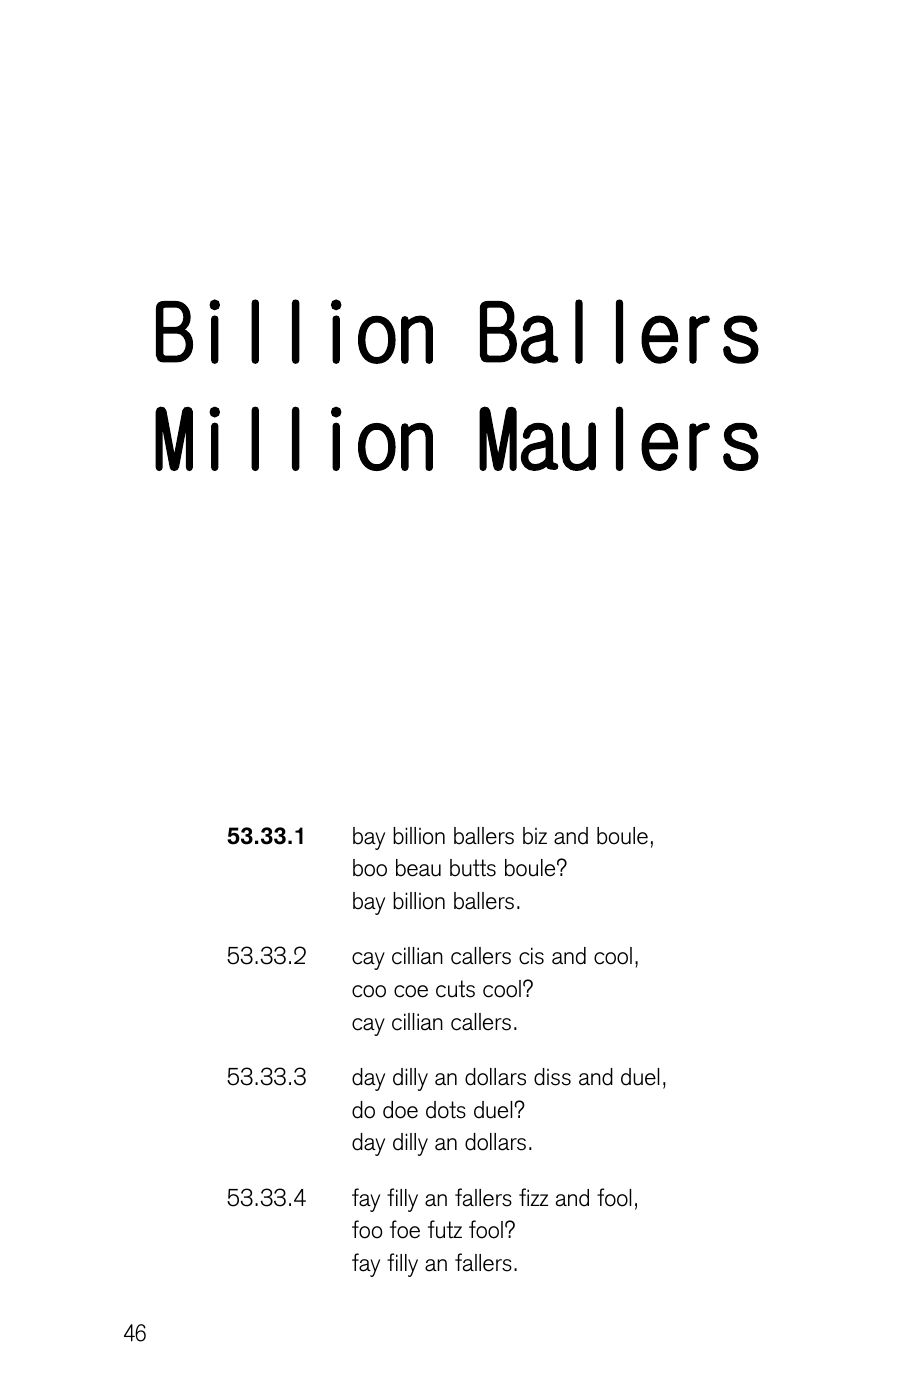 Billion Ballers
Million Maulers
53.33.1 bay billion ballers biz and boule,
boo beau butts boule?
bay billion ballers.
53.33.2 cay cillian callers cis and cool,
coo coe cuts cool?
cay cillian callers.
53.33.3 day dilly an dollars diss and duel,
do doe dots duel?
day dilly an dollars.
53.33.4 fay filly an fallers fizz and fool,
foo foe futz fool?
fay filly an fallers.
46